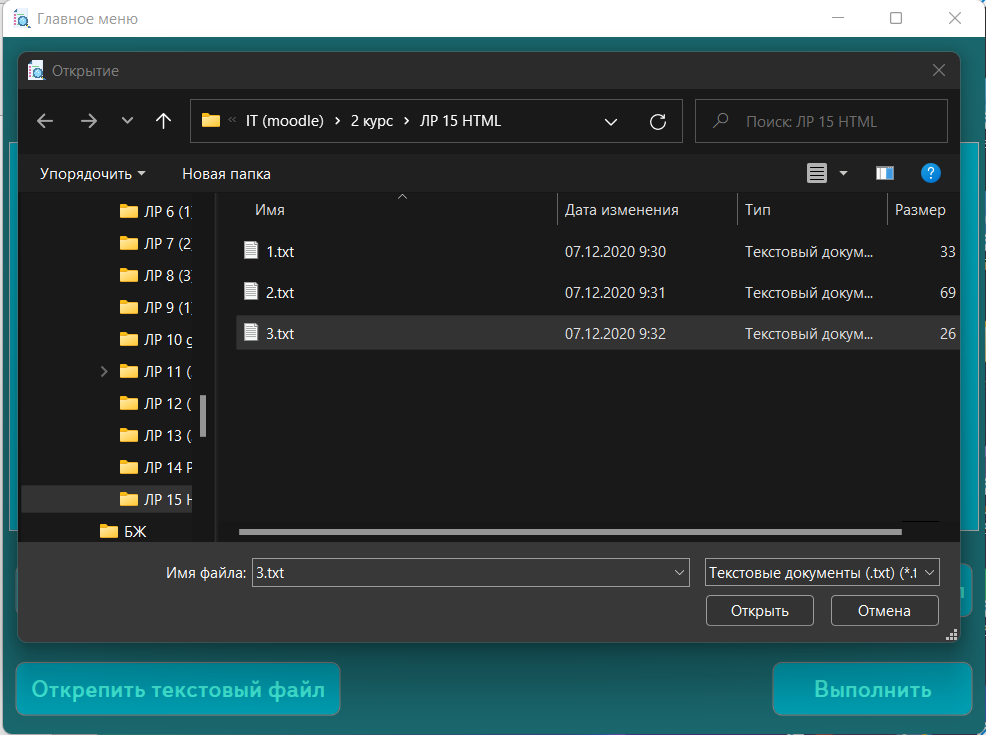 Главное меню
Открытие
« IT (moodle) › 2 курс › ЛР 15 HTML
Поиск: ЛР 15 HTML
Упорядочить
Новая папка
Имя
Дата изменения
Тип
Размер
ЛР 6 (1)
ЛР 7 (2)
ЛР 8 (3)
ЛР 9 (1)
ЛР 10 g
ЛР 11 (
ЛР 12 (
ЛР 13 (
ЛР 14 P
ЛР 15 H
БЖ
1.txt 07.12.2020 9:30 Текстовый докум... 33
2.txt 07.12.2020 9:31 Текстовый докум... 69
3.txt 07.12.2020 9:32 Текстовый докум... 26
Имя файла: 3.txt
Текстовые документы (.txt) (*.t
Открыть
Отмена
Открепить текстовый файл
Выполнить